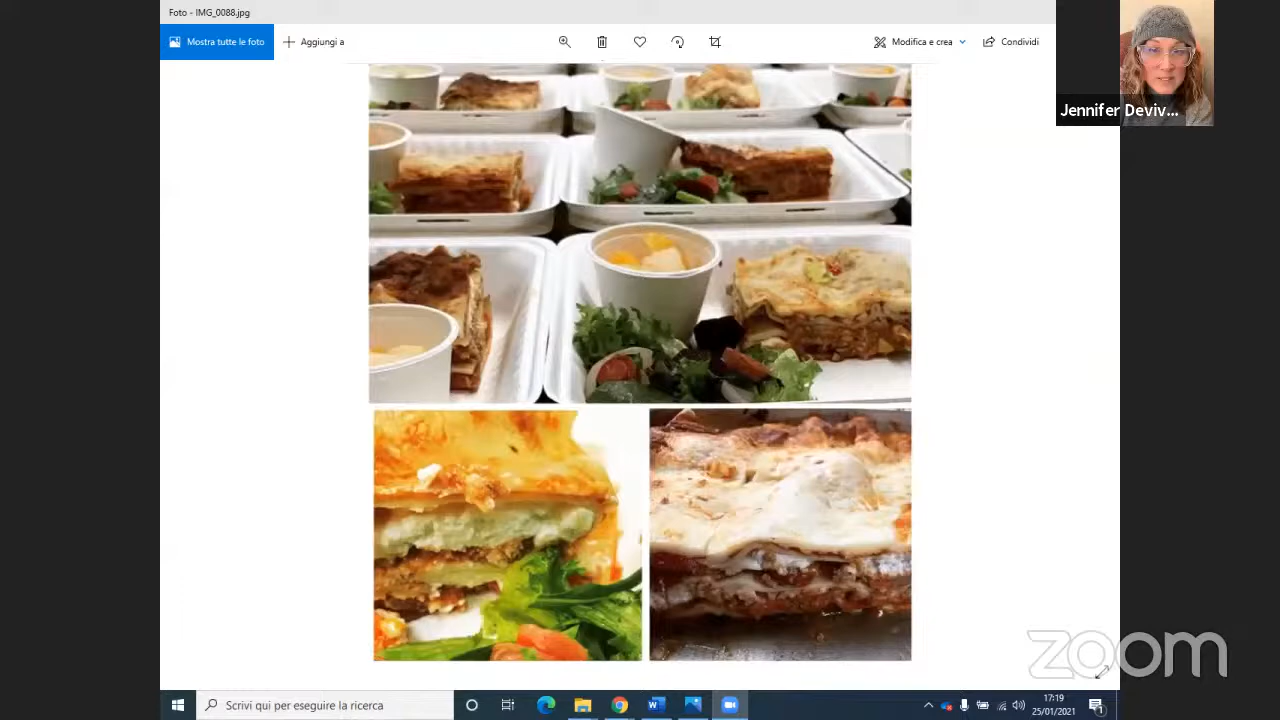 Foto - IMG_0088.jpg
Mostra tutte le foto
Aggiungi a
Modifica e crea
Condividi
Jennifer Deviv...
zoom
Scrivi qui per eseguire la ricerca
17:19
25/01/2021
1